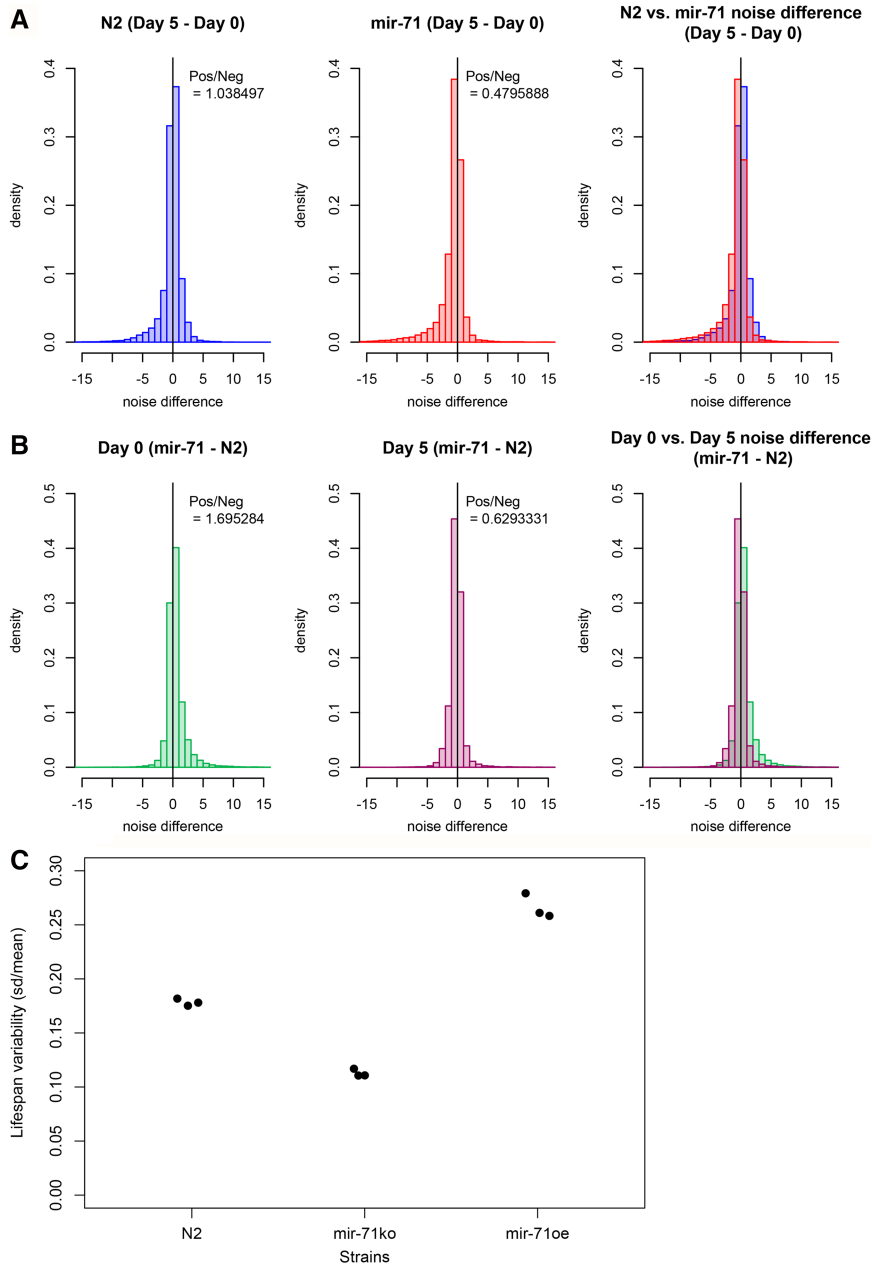 A
N2 (Day 5 - Day 0)
mir-71 (Day 5 - Day 0)
N2 vs. mir-71 noise difference
(Day 5 - Day 0)
Pos/Neg
= 1.038497
Pos/Neg
= 0.4795888
density
0.0 0.1 0.2 0.3 0.4
-15 -5 0 5 10 15
noise difference
density
0.0 0.1 0.2 0.3 0.4
-15 -5 0 5 10 15
noise difference
density
0.0 0.1 0.2 0.3 0.4
-15 -5 0 5 10 15
noise difference
B
Day 0 (mir-71 - N2)
Day 5 (mir-71 - N2)
Day 0 vs. Day 5 noise difference
(mir-71 - N2)
Pos/Neg
= 1.695284
Pos/Neg
= 0.6293331
density
0.0 0.1 0.2 0.3 0.4 0.5
-15 -5 0 5 10 15
noise difference
density
0.0 0.1 0.2 0.3 0.4 0.5
-15 -5 0 5 10 15
noise difference
density
0.0 0.1 0.2 0.3 0.4 0.5
-15 -5 0 5 10 15
noise difference
C
Lifespan variability (sd/mean)
0.00 0.05 0.10 0.15 0.20 0.25 0.30
N2 mir-71ko mir-71oe
Strains